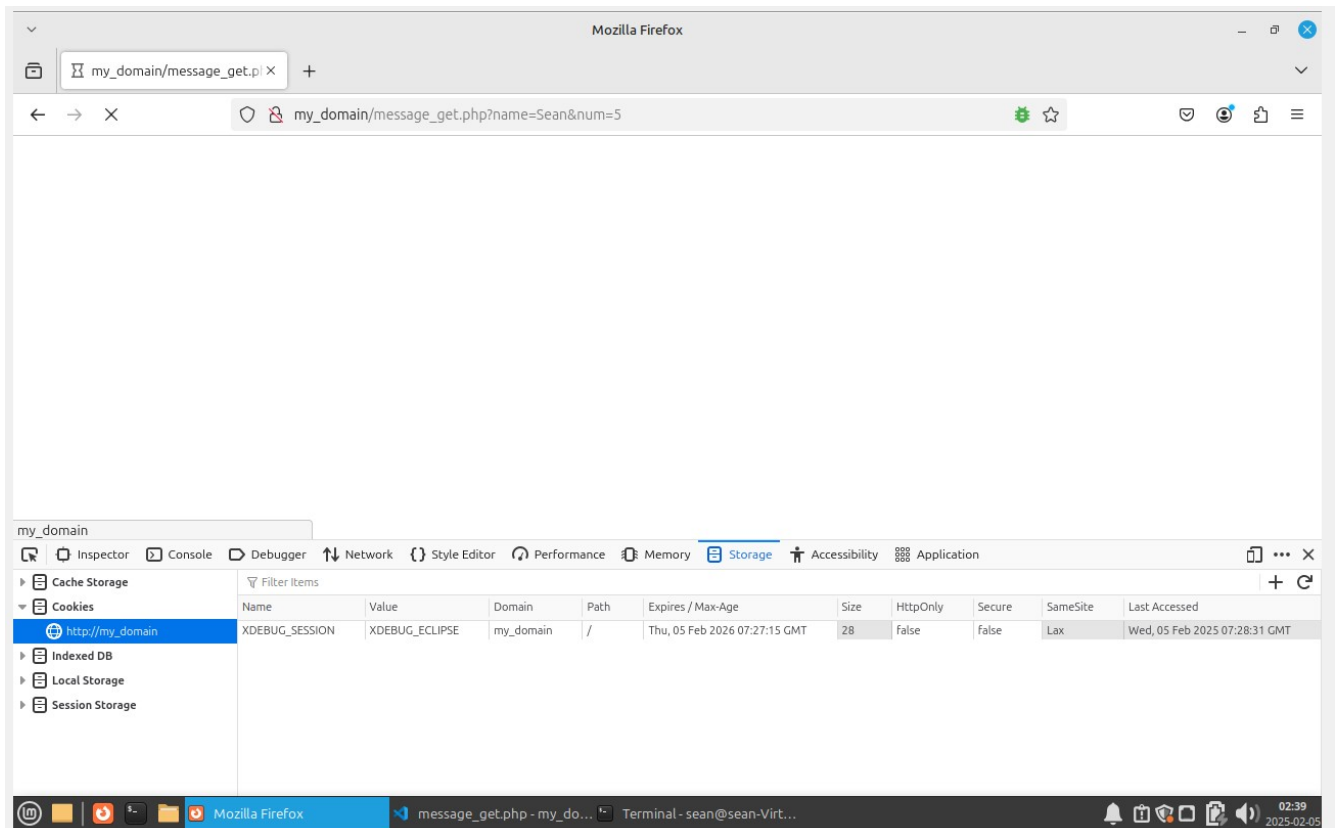 Mozilla Firefox
my_domain/message_get.p
my_domain/message_get.php?name=Sean&num=5
my_domain
Inspector Console Debugger Network Style Editor Performance Memory Storage Accessibility Application
Cache Storage
Filter Items
Cookies
Name Value Domain Path Expires / Max-Age Size HttpOnly Secure SameSite Last Accessed
http://my_domain
XDEBUG_SESSION XDEBUG_ECLIPSE my_domain / Thu, 05 Feb 2026 07:27:15 GMT 28 false false Lax Wed, 05 Feb 2025 07:28:31 GMT
Indexed DB
Local Storage
Session Storage
Mozilla Firefox message_get.php - my_do... Terminal - sean@sean-Virt... 02:39
2025-02-05